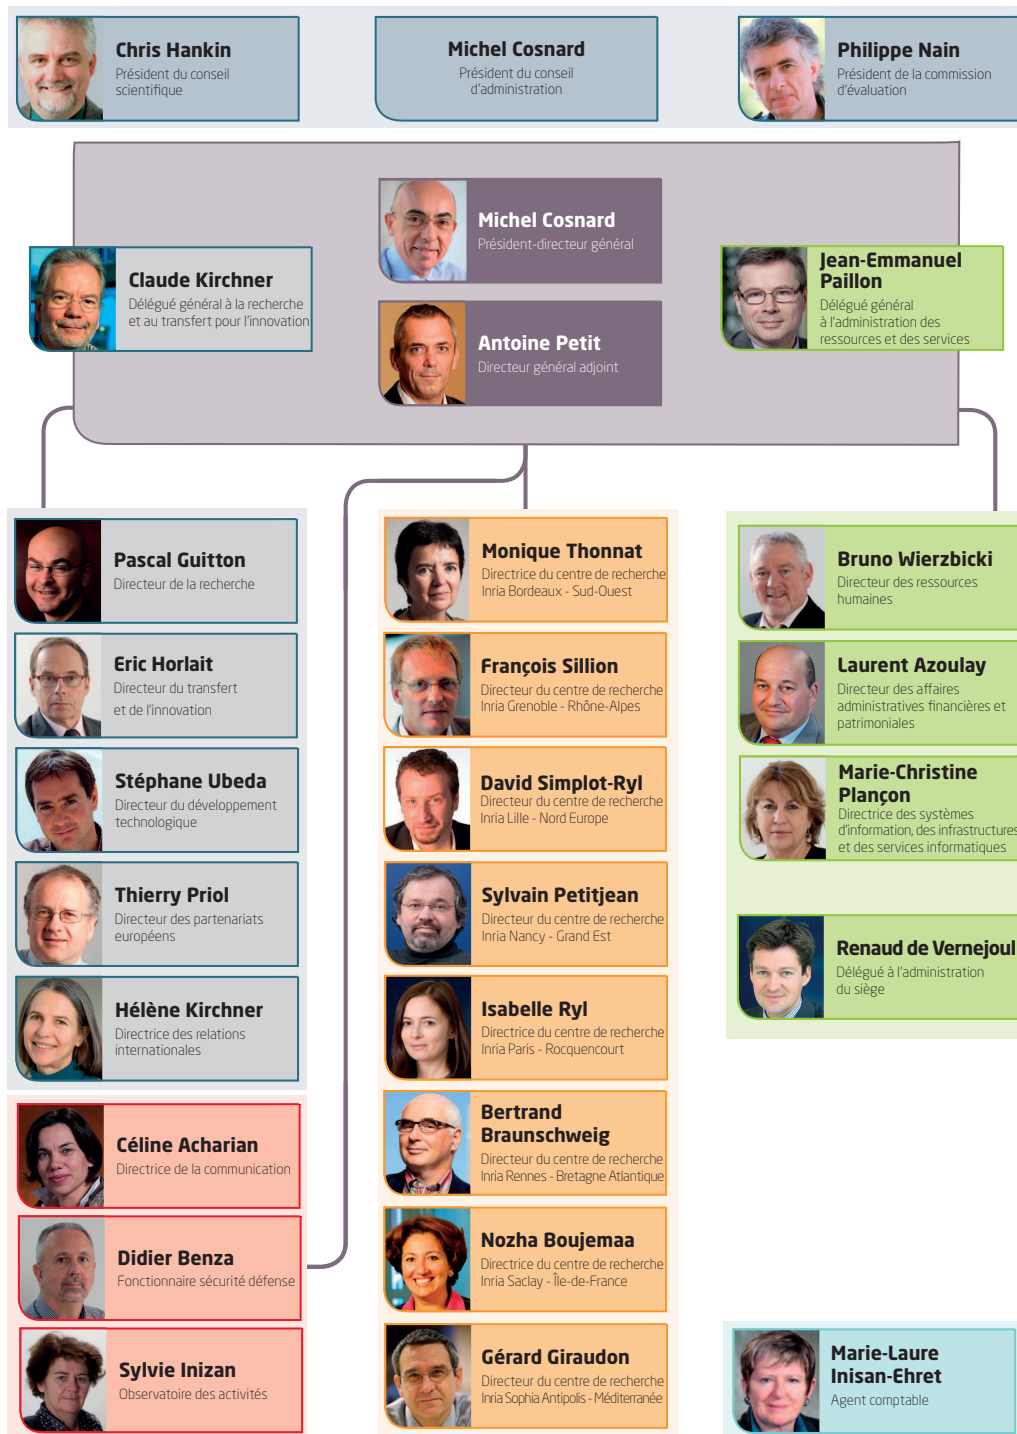 Chris Hankin
Président du conseil
scientifique
Michel Cosnard
Président du conseil
d'administration
Philippe Nain
Président de la commission
d'évaluation
Michel Cosnard
Président-directeur général
Claude Kirchner
Délégué général à la recherche
et au transfert pour l'innovation
Jean-Emmanuel
Paillon
Délégué général
à l'administration des
ressources et des services
Antoine Petit
Directeur général adjoint
Pascal Guitton
Directeur de la recherche
Eric Horlait
Directeur du transfert
et de l'innovation
Stéphane Ubeda
Directeur du développement
technologique
Thierry Priol
Directeur des partenariats
européens
Hélène Kirchner
Directrice des relations
internationales
Céline Acharian
Directrice de la communication
Didier Benza
Fonctionnaire sécurité défense
Sylvie Inizan
Observatoire des activités
Monique Thonnat
Directrice du centre de recherche
Inria Bordeaux - Sud-Ouest
François Sillion
Directeur du centre de recherche
Inria Grenoble - Rhône-Alpes
David Simplot-Ryl
Directeur du centre de recherche
Inria Lille - Nord Europe
Sylvain Petitjean
Directeur du centre de recherche
Inria Nancy - Grand Est
Isabelle Ryl
Directrice du centre de recherche
Inria Paris - Rocquencourt
Bertrand
Braunschweig
Directeur du centre de recherche
Inria Rennes - Bretagne Atlantique
Nozha Boujemaa
Directrice du centre de recherche
Inria Saclay - Île-de-France
Gérard Giraudon
Directeur du centre de recherche
Inria Sophia Antipolis - Méditerranée
Bruno Wierzbicki
Directeur des ressources
humaines
Laurent Azoulay
Directeur des affaires
administratives financières et
patrimoniales
Marie-Christine
Plançon
Directrice des systèmes
d'information, des infrastructures
et des services informatiques
Renaud de Vernejoul
Délégué à l'administration
du siège
Marie-Laure
Inisan-Ehret
Agent comptable